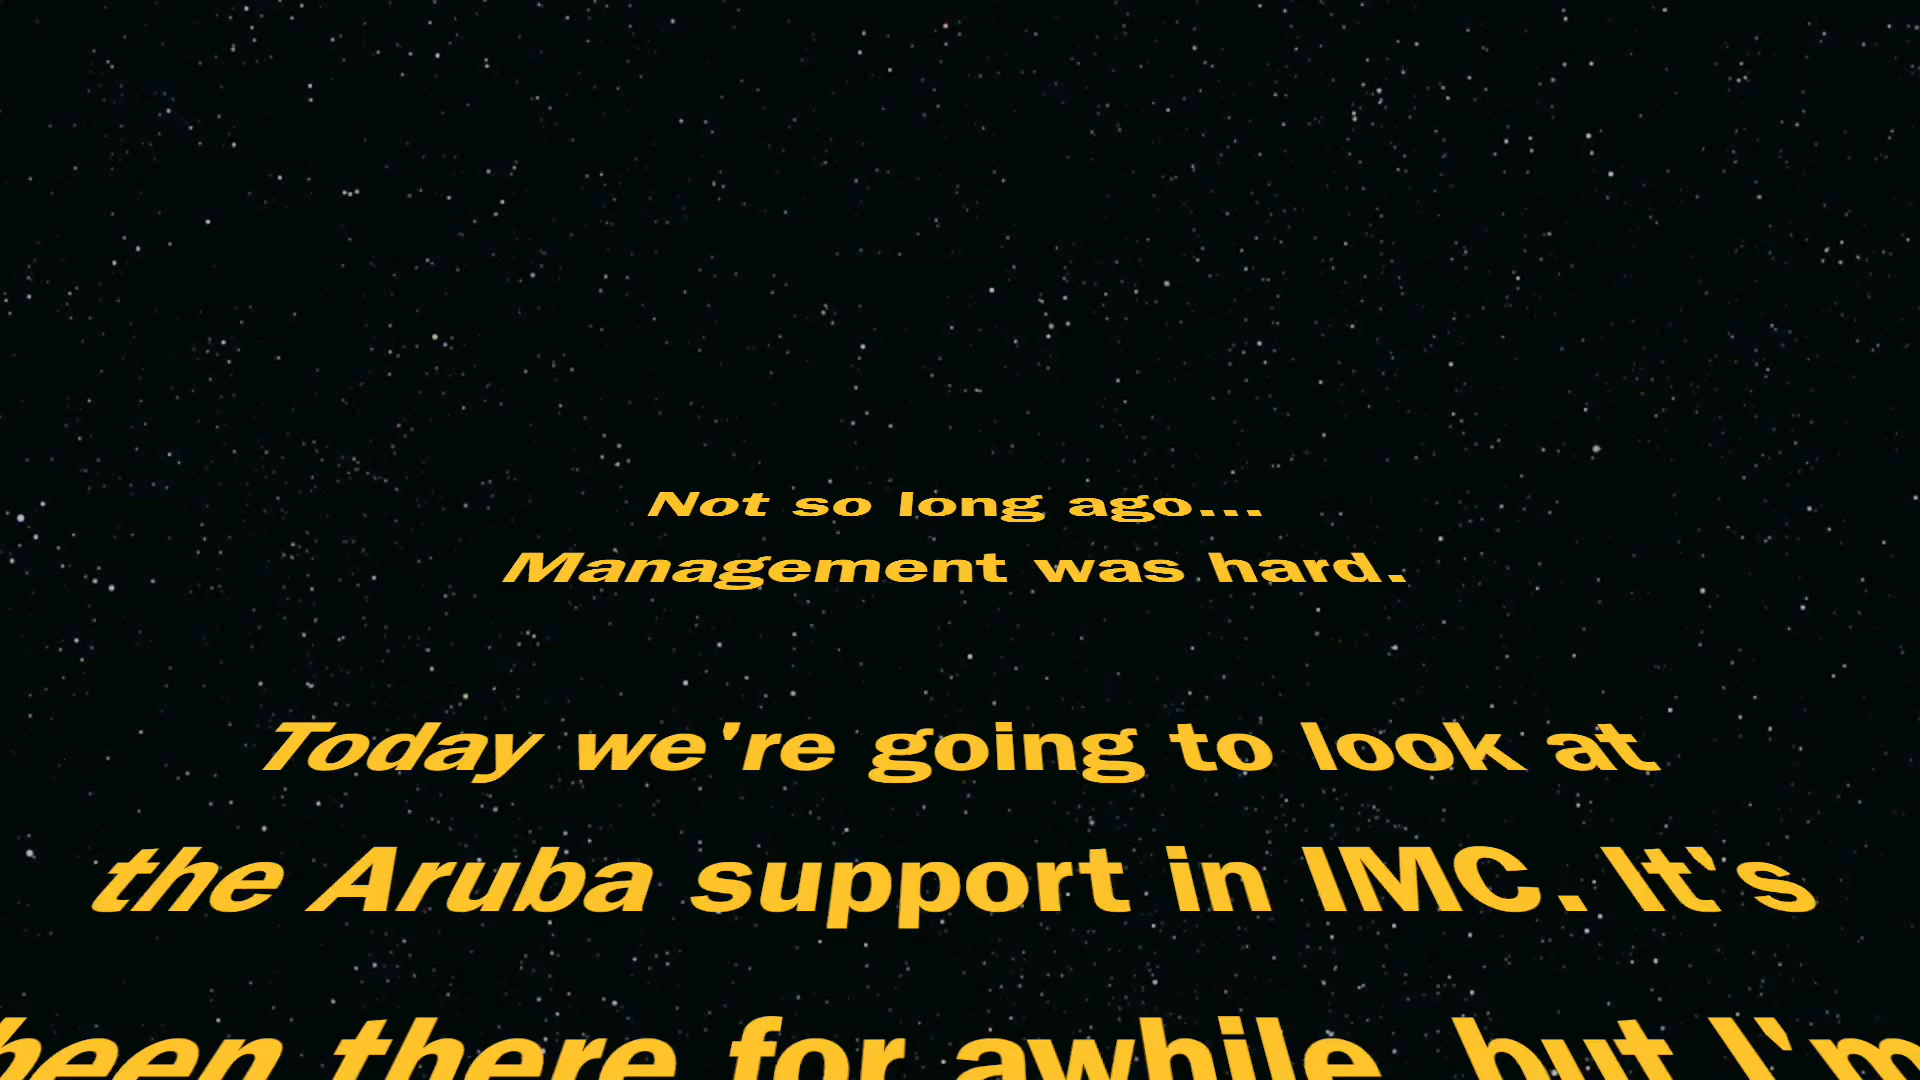 Not so long ago...
Management was hard.
Today we're going to look at
the Aruba support in IMC. It's
been there for awhile, but I'm